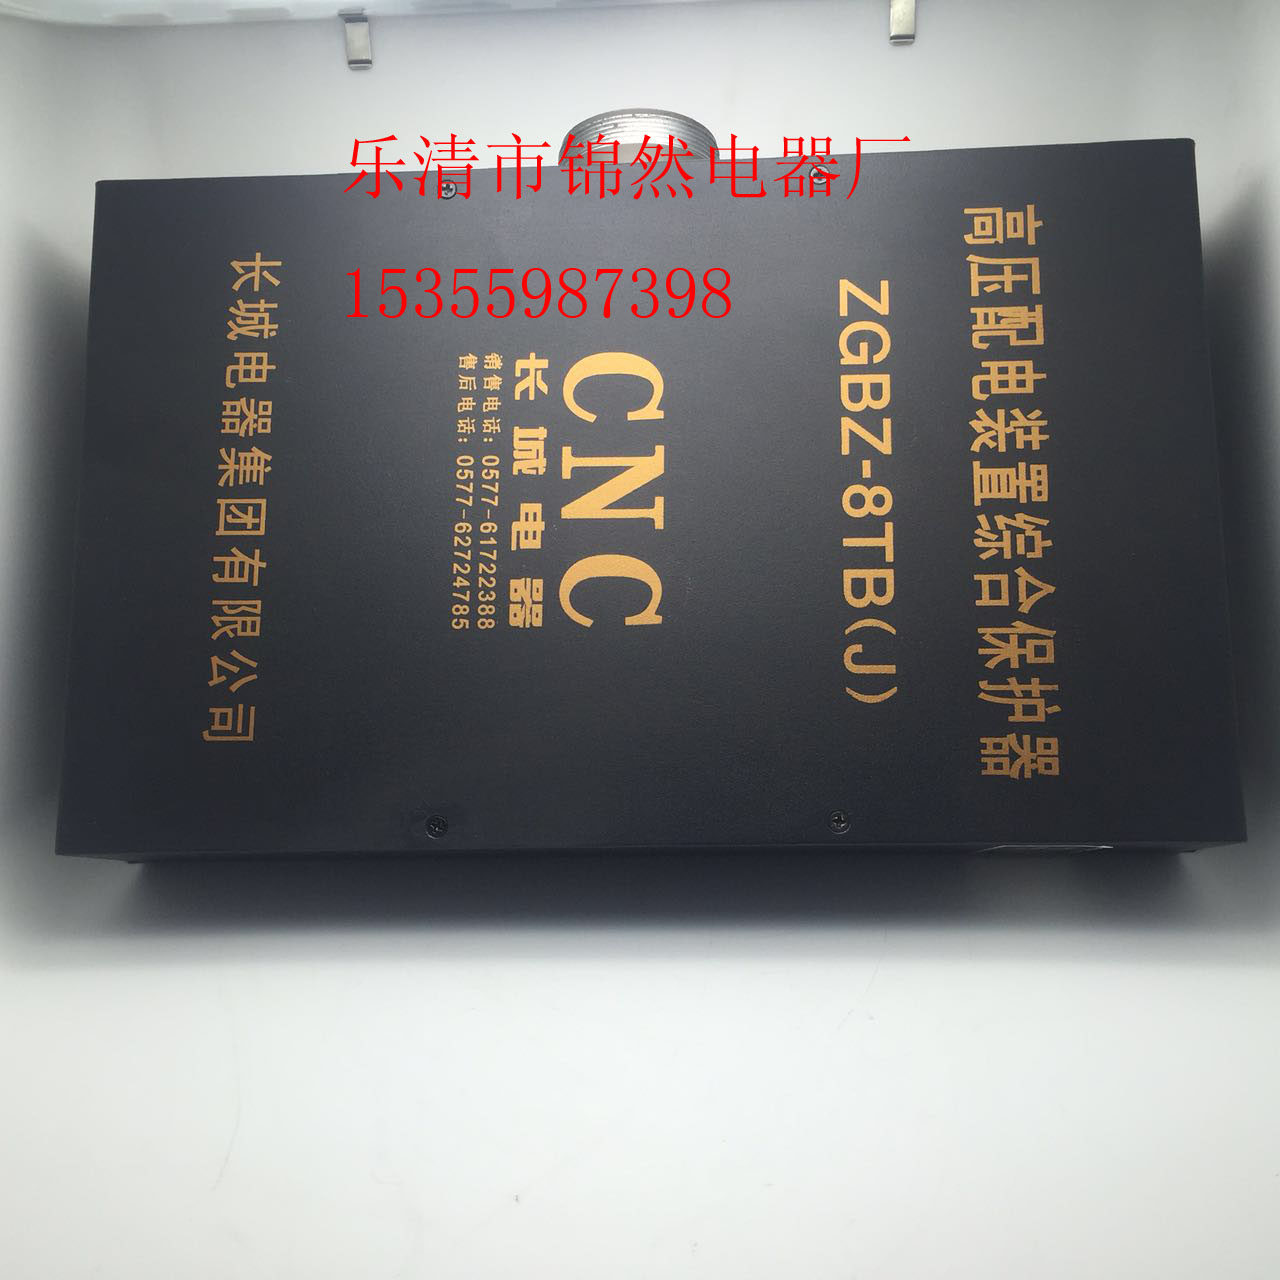 乐清市锦然电器厂
15355987398
高压配电装置综合保护器
ZGBZ-8TB(J)
CNC
长城电器
销售电话:0577-61722388
售后电话:0577-62724785
长城电器集团有限公司